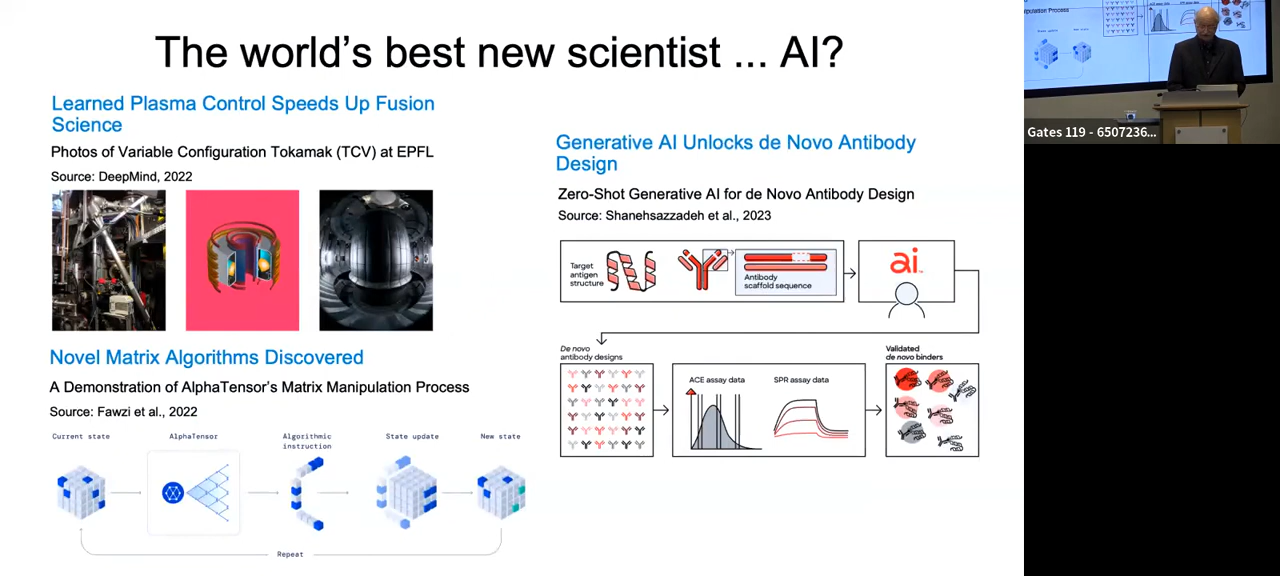 The world's best new scientist ... AI?
Learned Plasma Control Speeds Up Fusion
Science
Photos of Variable Configuration Tokamak (TCV) at EPFL
Source: DeepMind, 2022
Novel Matrix Algorithms Discovered
A Demonstration of AlphaTensor's Matrix Manipulation Process
Source: Fawzi et al., 2022
Current state
AlphaTensor
Algorithmic
instruction
State update
New state
Repeat
Generative AI Unlocks de Novo Antibody
Design
Zero-Shot Generative AI for de Novo Antibody Design
Source: Shanehsazzadeh et al., 2023
Target
antigen
structure
Antibody
scaffold sequence
ai
De novo
antibody designs
ACE assay data
SPR assay data
Validated
de novo binders
Gates 119 - 6507236...